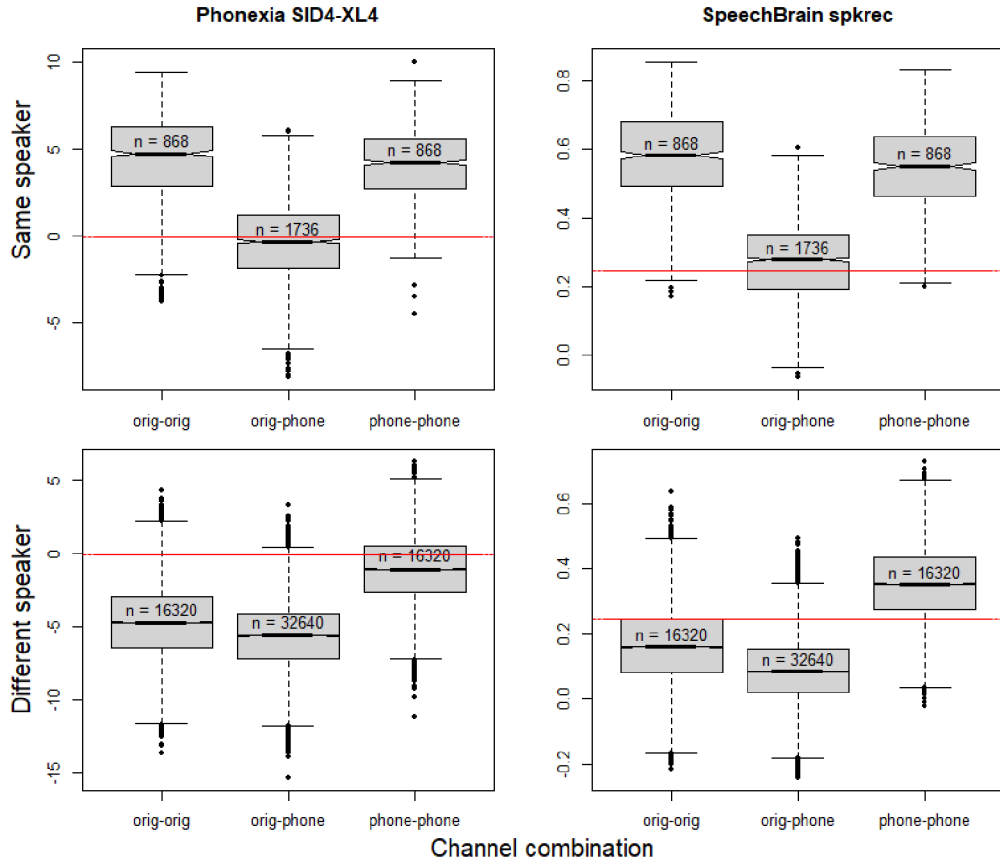 Phonexia SID4-XL4
SpeechBrain spkrec
Same speaker
10
5
0
-5
n = 868
n = 1736
n = 868
orig-orig
orig-phone
phone-phone
0.8
0.6
0.4
0.2
0.0
n = 868
n = 1736
n = 868
orig-orig
orig-phone
phone-phone
Different speaker
5
0
-5
-10
-15
n = 16320
n = 32640
n = 16320
orig-orig
orig-phone
phone-phone
0.6
0.4
0.2
0.0
-0.2
n = 16320
n = 32640
n = 16320
orig-orig
orig-phone
phone-phone
Channel combination